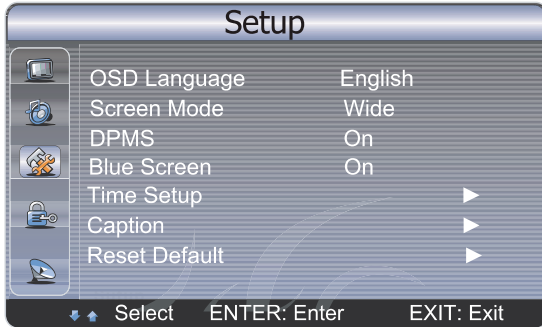 Setup
OSD Language English
Screen Mode Wide
DPMS On
Blue Screen On
Time Setup
Caption
Reset Default
Select ENTER: Enter EXIT: Exit